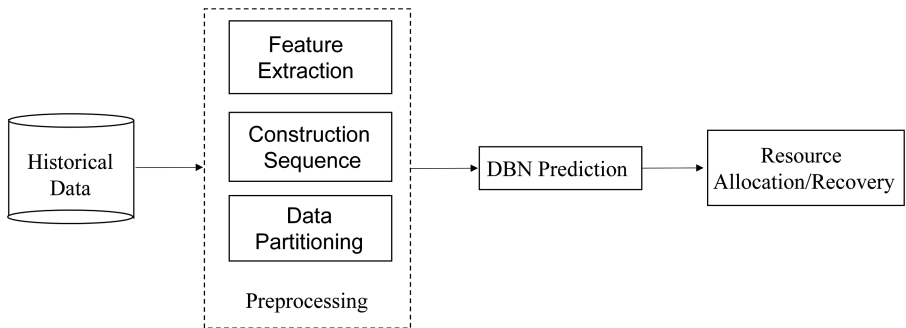 Historical
Data
Feature
Extraction
Construction
Sequence
Data
Partitioning
Preprocessing
DBN Prediction
Resource
Allocation/Recovery